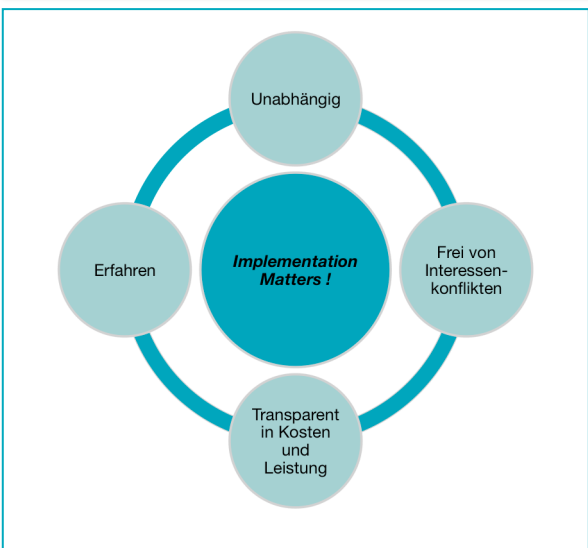 Unabhängig
Erfahren
Implementation
Matters !
Frei von
Interessen-
konflikten
Transparent
in Kosten
und
Leistung